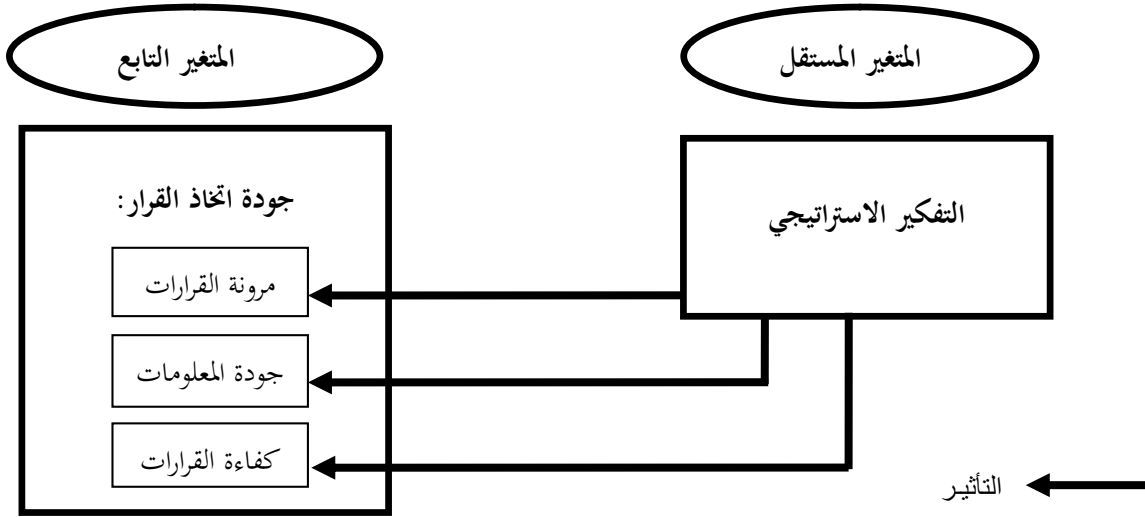 المتغير المستقل
المتغير التابع
التفكير الاستراتيجي
جودة اتخاذ القرار:
مرونة القرارات
جودة المعلومات
كفاءة القرارات
التأثير